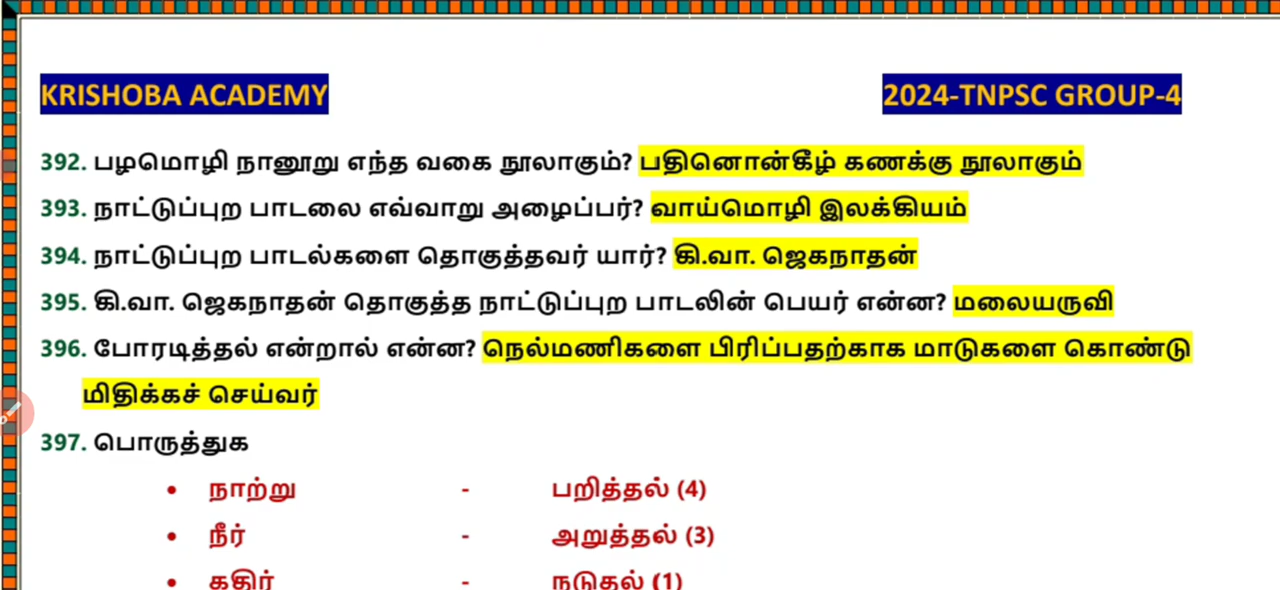 KRISHOBA ACADEMY 2024-TNPSC GROUP-4
392. பழமொழி நானூறு எந்த வகை நூலாகும்? பதினொன்கீழ் கணக்கு நூலாகும்
393. நாட்டுப்புற பாடலை எவ்வாறு அழைப்பர்? வாய்மொழி இலக்கியம்
394. நாட்டுப்புற பாடல்களை தொகுத்தவர் யார்? கி.வா. ஜெகநாதன்
395. கி.வா. ஜெகநாதன் தொகுத்த நாட்டுப்புற பாடலின் பெயர் என்ன? மலையருவி
396. போரடித்தல் என்றால் என்ன? நெல்மணிகளை பிரிப்பதற்காக மாடுகளை கொண்டு
மிதிக்கச் செய்வர்
397. பொருத்துக
• நாற்று - பறித்தல் (4)
• நீர் - அறுத்தல் (3)
• கதிர் - நடுதல் (1)